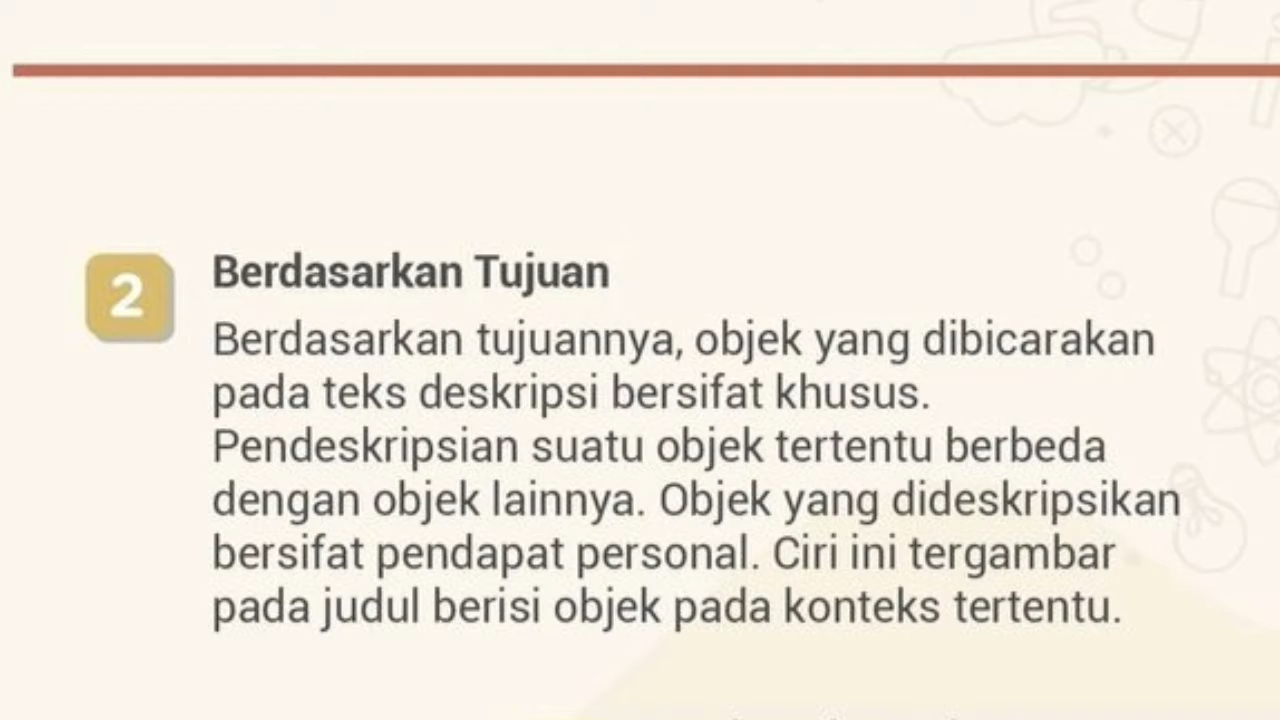 2
Berdasarkan Tujuan
Berdasarkan tujuannya, objek yang dibicarakan
pada teks deskripsi bersifat khusus.
Pendeskripsian suatu objek tertentu berbeda
dengan objek lainnya. Objek yang dideskripsikan
bersifat pendapat personal. Ciri ini tergambar
pada judul berisi objek pada konteks tertentu.